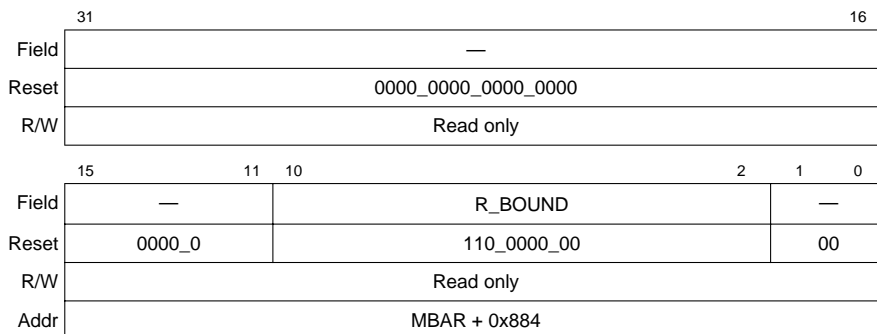 31 16
Field —
Reset 0000_0000_0000_0000
R/W Read only
15 11 10 2 1 0
Field — R_BOUND —
Reset 0000_0 110_0000_00 00
R/W Read only
Addr MBAR + 0x884